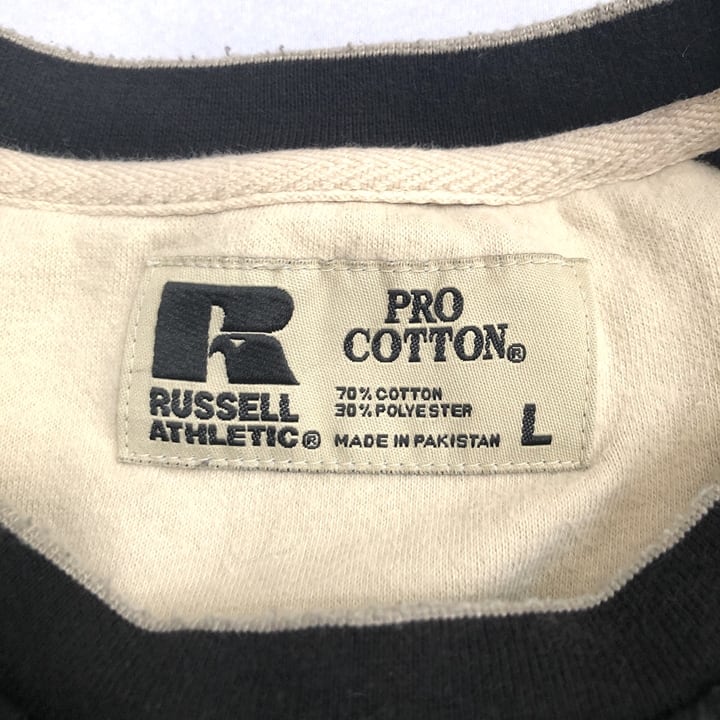 R
RUSSELL
ATHLETIC®
PRO
COTTON®
70% COTTON
30% POLYESTER
MADE IN PAKISTAN
L